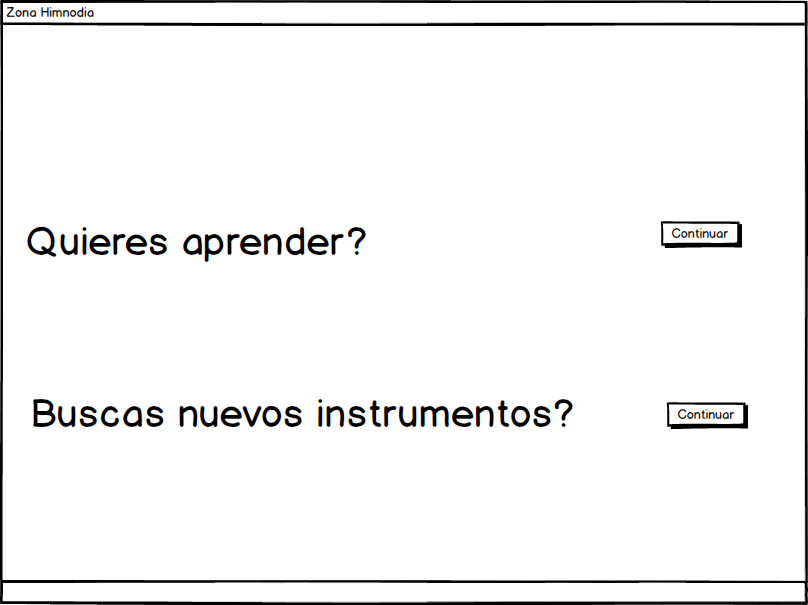 Zona Himnodia
Quieres aprender?
Continuar
Buscas nuevos instrumentos?
Continuar